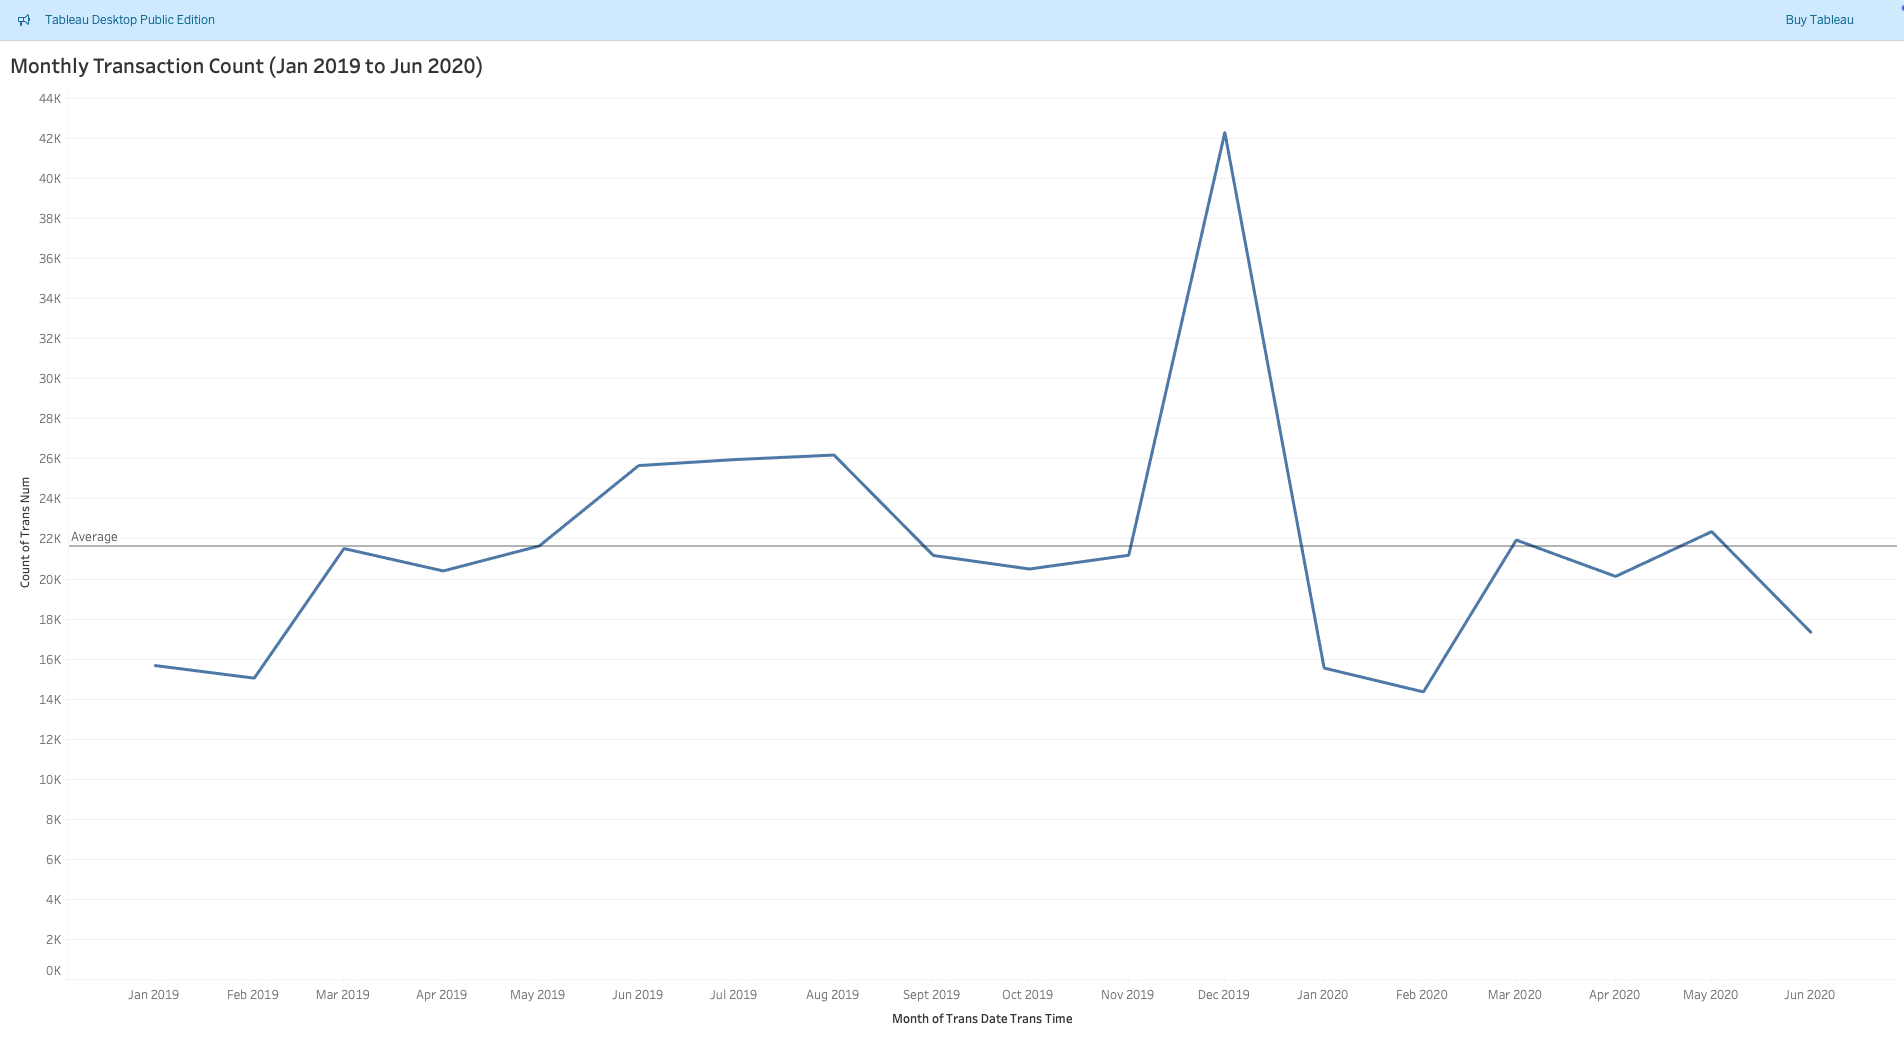 Tableau Desktop Public Edition
Buy Tableau
Monthly Transaction Count (Jan 2019 to Jun 2020)
44K
42K
40K
38K
36K
34K
32K
30K
28K
26K
24K
22K
20K
18K
16K
14K
12K
10K
8K
6K
4K
2K
0K
Count of Trans Num
Average
Jan 2019 Feb 2019 Mar 2019 Apr 2019 May 2019 Jun 2019 Jul 2019 Aug 2019 Sept 2019 Oct 2019 Nov 2019 Dec 2019 Jan 2020 Feb 2020 Mar 2020 Apr 2020 May 2020 Jun 2020
Month of Trans Date Trans Time